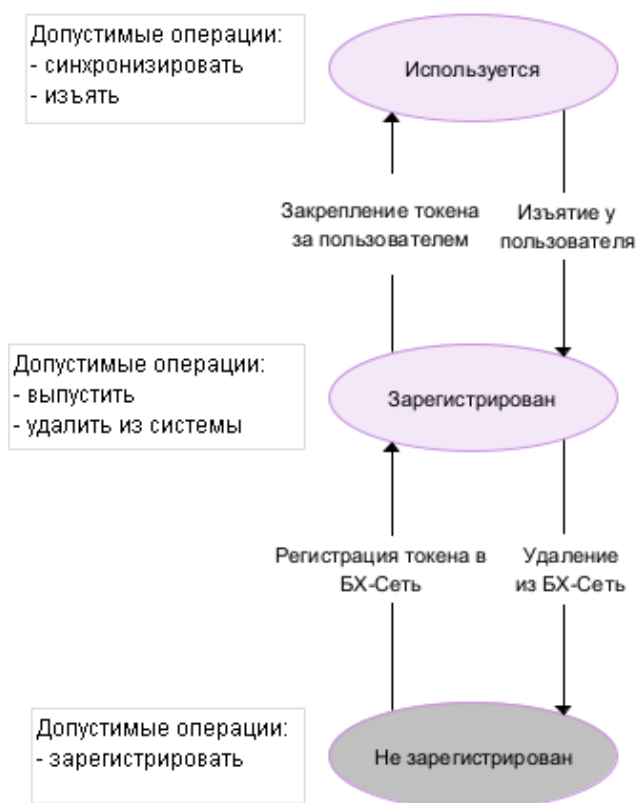 Допустимые операции:
- синхронизировать
- изъять
Используется
Закрепление токена
за пользователем
Изъятие у
пользователя
Допустимые операции:
- выпустить
- удалить из системы
Зарегистрирован
Регистрация токена в
БХ-Сеть
Удаление
из БХ-Сеть
Допустимые операции:
- зарегистрировать
Не зарегистрирован